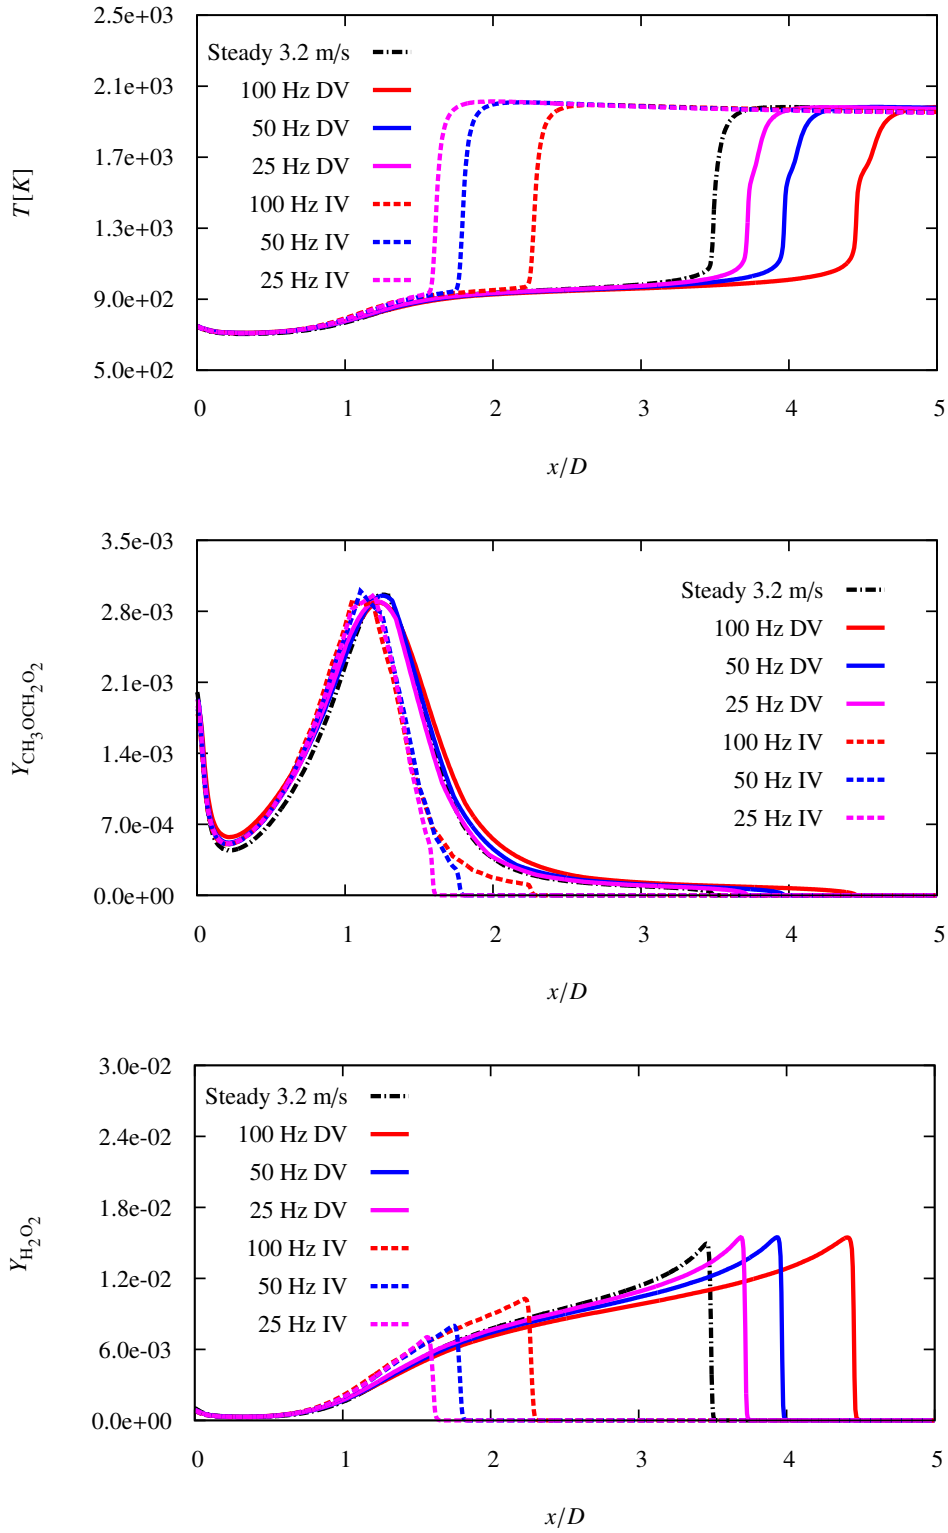 2.5e+03
2.1e+03
1.7e+03
1.3e+03
9.0e+02
5.0e+02
T[K]
Steady 3.2 m/s
100 Hz DV
50 Hz DV
25 Hz DV
100 Hz IV
50 Hz IV
25 Hz IV
0 1 2 3 4 5
x/D
3.5e-03
2.8e-03
2.1e-03
1.4e-03
7.0e-04
0.0e+00
Y_{CH_3OCH_2O_2}
Steady 3.2 m/s
100 Hz DV
50 Hz DV
25 Hz DV
100 Hz IV
50 Hz IV
25 Hz IV
0 1 2 3 4 5
x/D
3.0e-02
2.4e-02
1.8e-02
1.2e-02
6.0e-03
0.0e+00
Y_{H_2O_2}
Steady 3.2 m/s
100 Hz DV
50 Hz DV
25 Hz DV
100 Hz IV
50 Hz IV
25 Hz IV
0 1 2 3 4 5
x/D